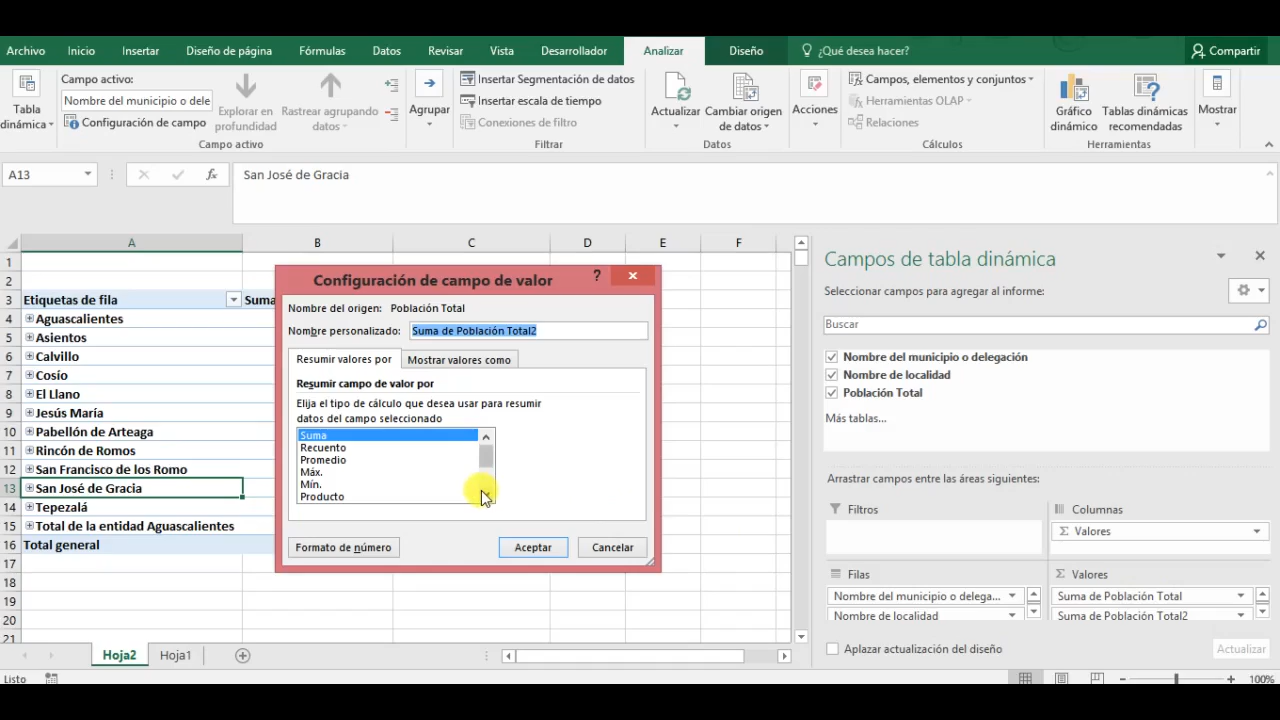 Archivo Inicio Insertar Diseño de página Fórmulas Datos Revisar Vista Desarrollador Analizar Diseño ¿Qué desea hacer? Compartir
Tabla dinámica
Campo activo:
Nombre del municipio o dele
Configuración de campo
Explorar en profundidad
Rastrear agrupando datos
Campo activo
Agrupar
Insertar Segmentación de datos
Insertar escala de tiempo
Conexiones de filtro
Filtrar
Actualizar
Cambiar origen de datos
Datos
Acciones
Campos, elementos y conjuntos
Herramientas OLAP
Relaciones
Cálculos
Gráfico dinámico
Tablas dinámicas recomendadas
Herramientas
Mostrar
A13 fx San José de Gracia
A B C D E F
1
2
3 Etiquetas de fila Suma
4 Aguascalientes
5 Asientos
6 Calvillo
7 Cosío
8 El Llano
9 Jesús María
10 Pabellón de Arteaga
11 Rincón de Romos
12 San Francisco de los Romo
13 San José de Gracia
14 Tepezalá
15 Total de la entidad Aguascalientes
16 Total general
17
18
19
20
21
Configuración de campo de valor ?
Nombre del origen: Población Total
Nombre personalizado: Suma de Población Total2
Resumir valores por Mostrar valores como
Resumir campo de valor por
Elija el tipo de cálculo que desea usar para resumir
datos del campo seleccionado
Suma
Recuento
Promedio
Máx.
Mín.
Producto
Formato de número Aceptar Cancelar
Campos de tabla dinámica
Seleccionar campos para agregar al informe:
Buscar
Nombre del municipio o delegación
Nombre de localidad
Población Total
Más tablas...
Arrastrar campos entre las áreas siguientes:
Filtros Columnas
Σ Valores
Filas Σ Valores
Nombre del municipio o delega... Suma de Población Total
Nombre de localidad Suma de Población Total2
Aplazar actualización del diseño Actualizar
Hoja2 Hoja1
Listo 100%